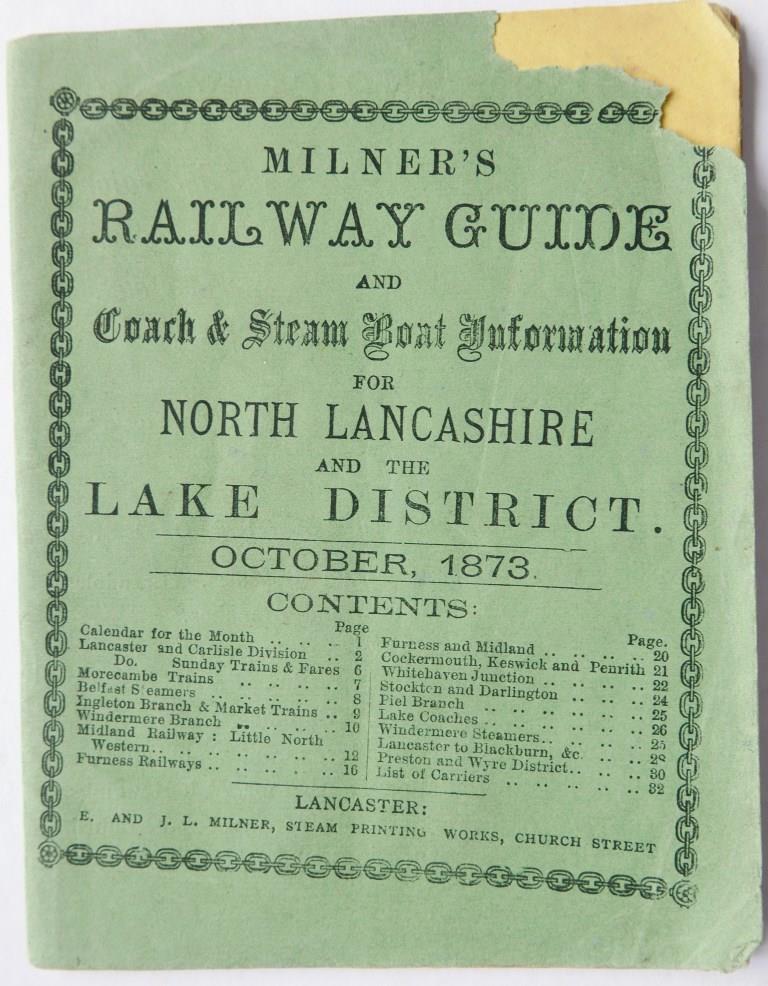 MILNER'S
RAILWAY GUIDE
AND
Coach & Steam Boat Information
FOR
NORTH LANCASHIRE
AND THE
LAKE DISTRICT.
OCTOBER, 1873.
CONTENTS:
Page
Calendar for the Month .. .. .. 1
Lancaster and Carlisle Division .. 2
Do. Sunday Trains & Fares 6
Morecambe Trains .. .. .. .. 7
Belfast Steamers .. .. .. .. .. 8
Ingleton Branch & Market Trains .. 9
Windermere Branch .. .. .. .. 10
Midland Railway: Little North
Western.. .. .. .. .. .. .. 12
Furness Railways .. .. .. .. .. 16
Page.
Furness and Midland .. .. .. .. 20
Cockermouth, Keswick and Penrith 21
Whitehaven Junction .. .. .. .. 22
Stockton and Darlington .. .. .. 24
Piel Branch .. .. .. .. .. .. 25
Lake Coaches .. .. .. .. .. .. 26
Windermere Steamers.. .. .. .. 25
Lancaster to Blackburn, &c. .. .. 28
Preston and Wyre District.. .. .. 30
List of Carriers .. .. .. .. .. 32
LANCASTER:
E. AND J. L. MILNER, STEAM PRINTING WORKS, CHURCH STREET